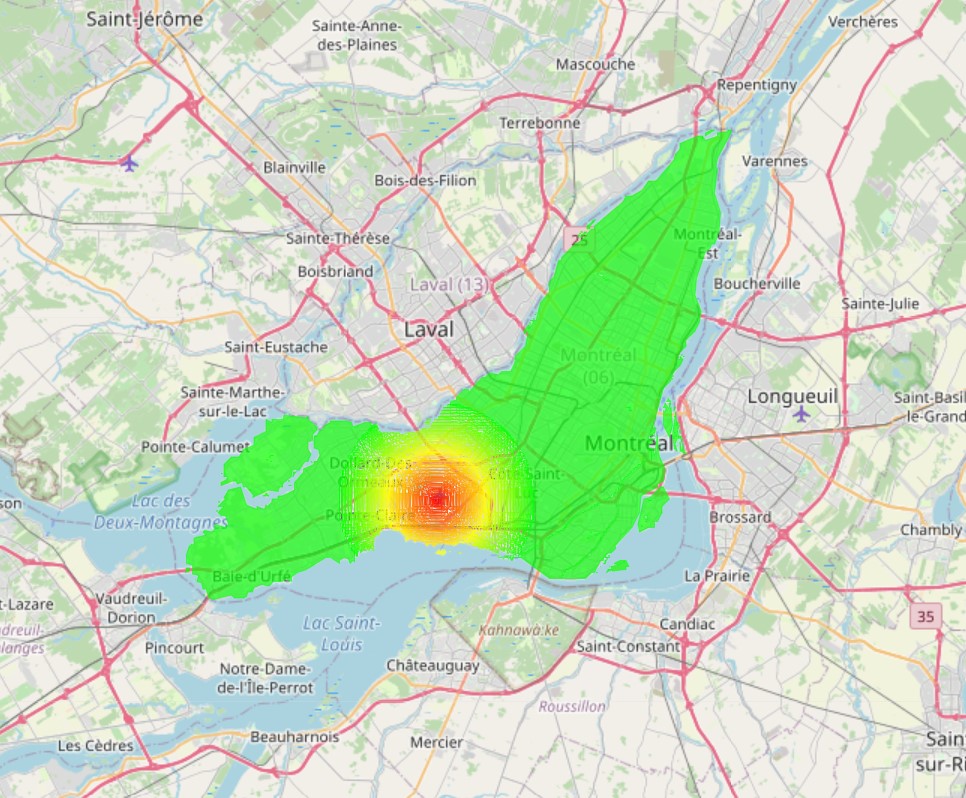 Saint-Jérôme
Verchères
Sainte-Anne-
des-Plaines
Mascouche
Repentigny
Terrebonne
Varennes
Blainville
Bois-des-Filion
Montréal-
Est
25
Sainte-Thérèse
Boisbriand
Laval (13)
Boucherville
Sainte-Julie
Laval
Saint-Eustache
Montréal
(06)
Sainte-Marthe-
sur-le-Lac
Longueuil
Saint-Basil
le-Grand
Pointe-Calumet
Montréal
Dollard-Des
Ormeaux
Côte-Saint-
Luc
son
Lac des
Deux-Montagnes
Pointe-Claire
Brossard
Chambly
Baie-d'Urfé
La Prairie
t-Lazare
Vaudreuil-
Dorion
35
Lac Saint-
Louis
Kahnawà:ke
Candiac
dreuil-
langes
Pincourt
Saint-Constant
Notre-Dame-
de-l'Île-Perrot
Châteauguay
Roussillon
Beauharnois
Mercier
Les Cèdres
Sain
sur-Ri